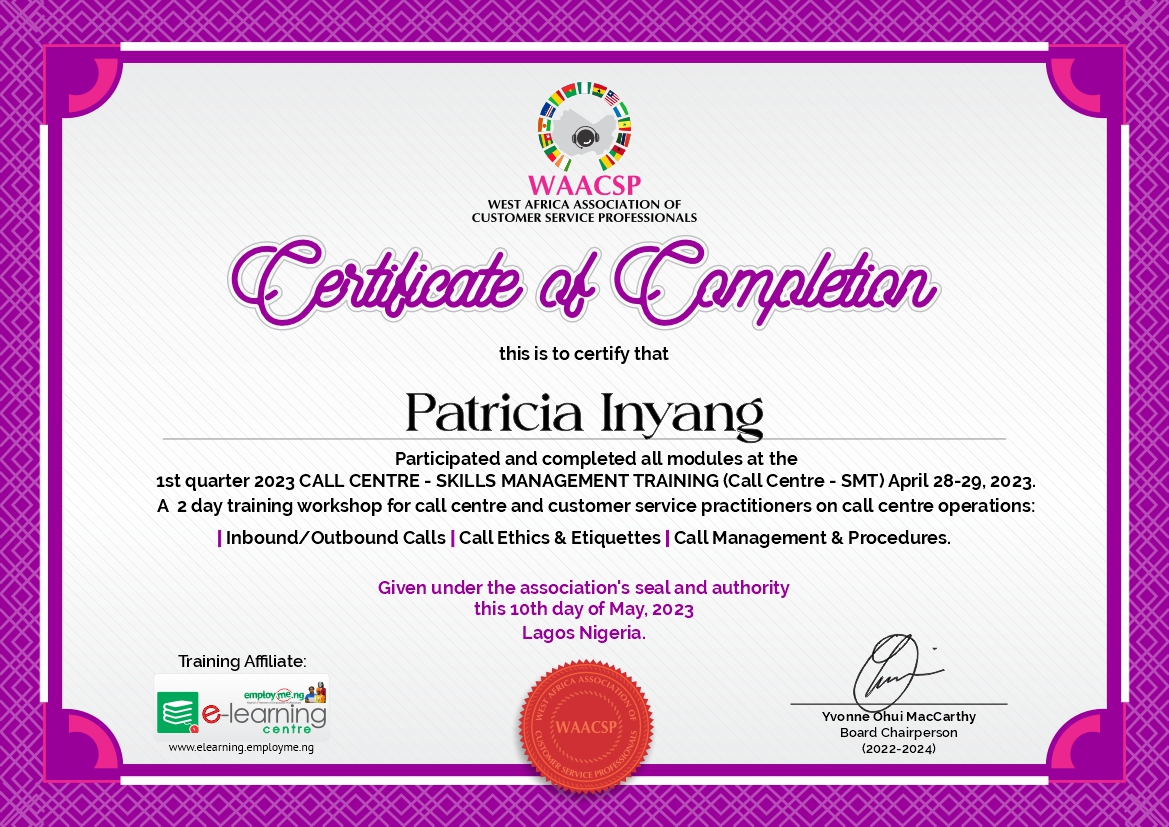 WAACSP
WEST AFRICA ASSOCIATION OF
CUSTOMER SERVICE PROFESSIONALS
Certificate of Completion
this is to certify that
Patricia Inyang
Participated and completed all modules at the
1st quarter 2023 CALL CENTRE - SKILLS MANAGEMENT TRAINING (Call Centre - SMT) April 28-29, 2023.
A 2 day training workshop for call centre and customer service practitioners on call centre operations:
| Inbound/Outbound Calls | Call Ethics & Etiquettes | Call Management & Procedures.
Given under the association's seal and authority
this 10th day of May, 2023
Lagos Nigeria.
Training Affiliate:
employ me.ng
e-learning
centre
www.elearning.employme.ng
WEST AFRICA ASSOCIATION OF
WAACSP
CUSTOMER SERVICE PROFESSIONALS
Yvonne Ohui MacCarthy
Board Chairperson
(2022-2024)